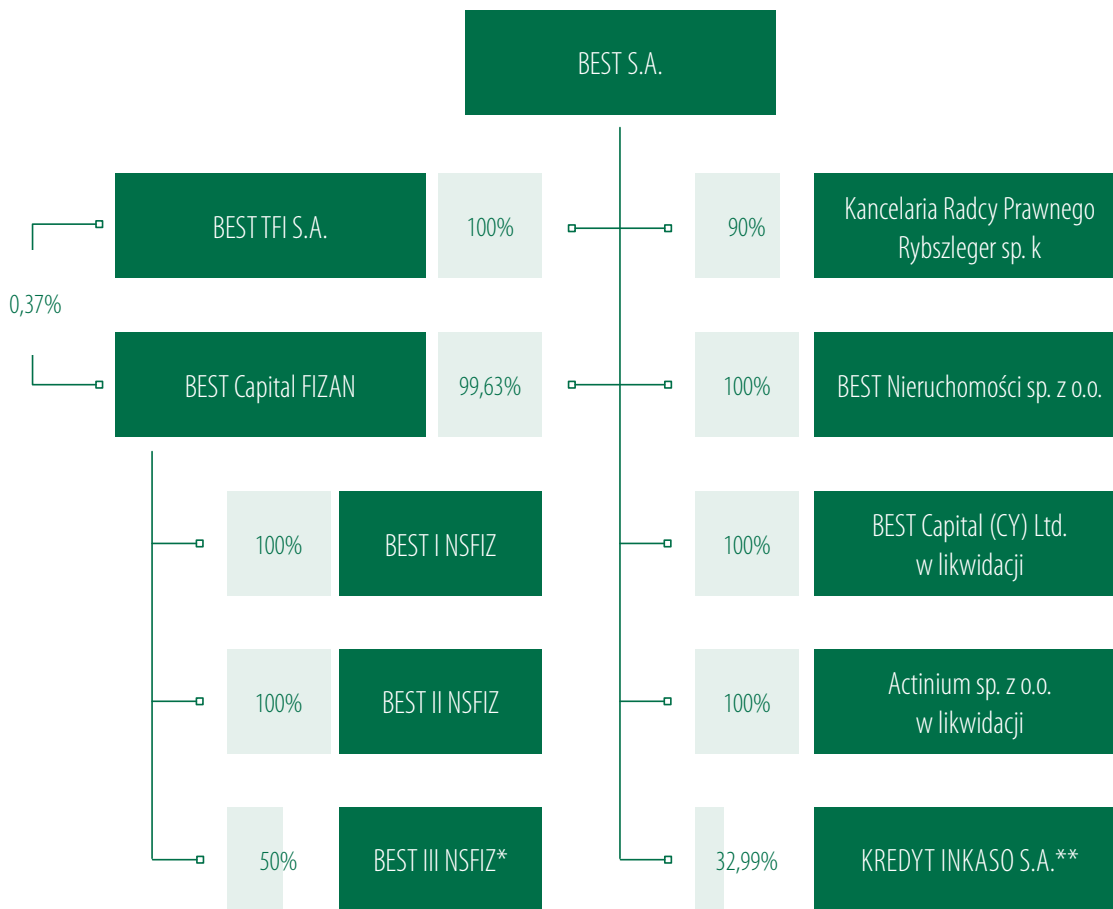 BEST S.A.
BEST TFI S.A.
100%
90%
Kancelaria Radcy Prawnego
Rybszleger sp. k
0,37%
BEST Capital FIZAN
99,63%
100%
BEST Nieruchomości sp. z o.o.
100%
BEST I NSFIZ
100%
BEST Capital (CY) Ltd.
w likwidacji
100%
BEST II NSFIZ
100%
Actinium sp. z o.o.
w likwidacji
50%
BEST III NSFIZ*
32,99%
KREDYT INKASO S.A.**